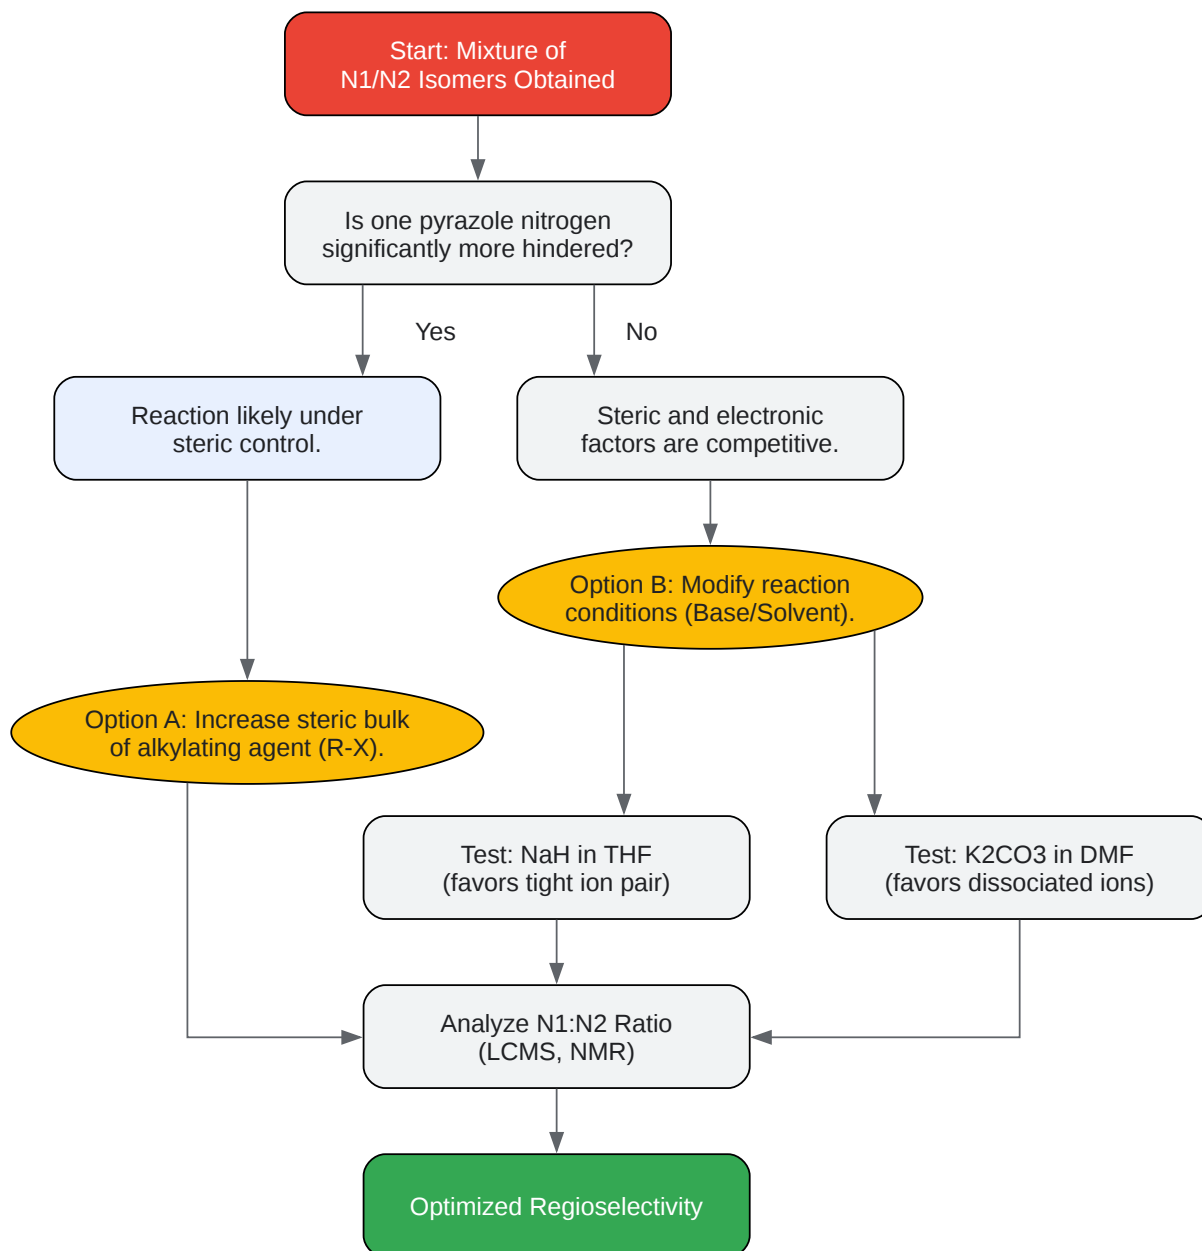 Start: Mixture of
N1/N2 Isomers Obtained
Is one pyrazole nitrogen
significantly more hindered?
Yes
No
Reaction likely under
steric control.
Steric and electronic
factors are competitive.
Option B: Modify reaction
conditions (Base/Solvent).
Option A: Increase steric bulk
of alkylating agent (R-X).
Test: NaH in THF
(favors tight ion pair)
Test: K2CO3 in DMF
(favors dissociated ions)
Analyze N1:N2 Ratio
(LCMS, NMR)
Optimized Regioselectivity